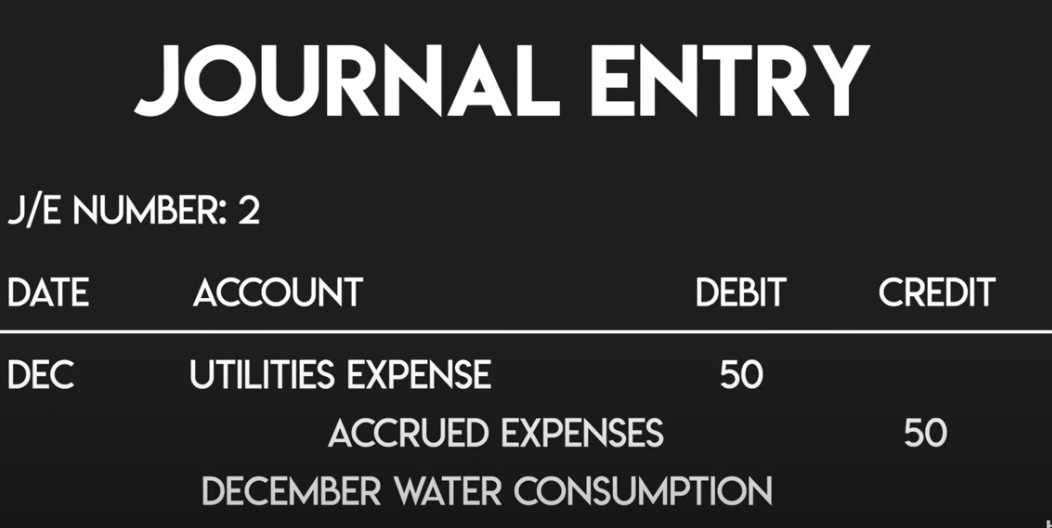 JOURNAL ENTRY
J/E NUMBER: 2
DATE ACCOUNT DEBIT CREDIT
DEC UTILITIES EXPENSE 50
ACCRUED EXPENSES 50
DECEMBER WATER CONSUMPTION